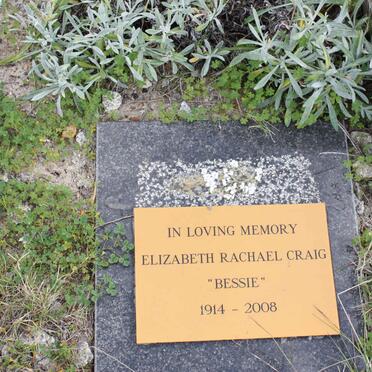 IN LOVING MEMORY
ELIZABETH RACHAEL CRAIG
"BESSIE"
1914 - 2008